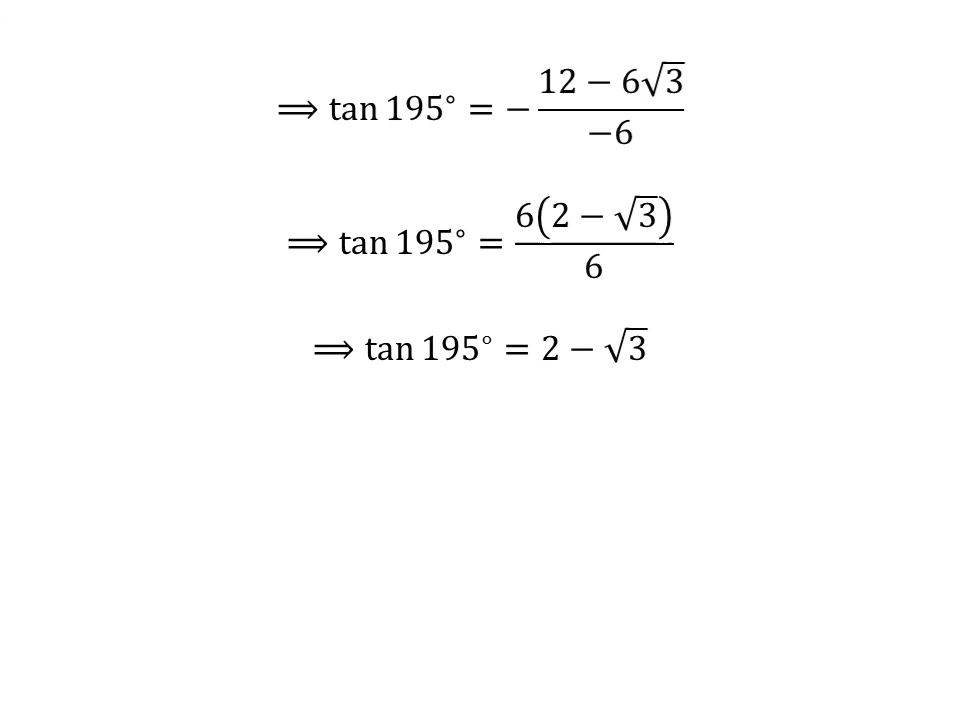 ⟹ tan 195° = − (12 − 6√3)/(−6)
⟹ tan 195° = 6(2 − √3)/6
⟹ tan 195° = 2 − √3